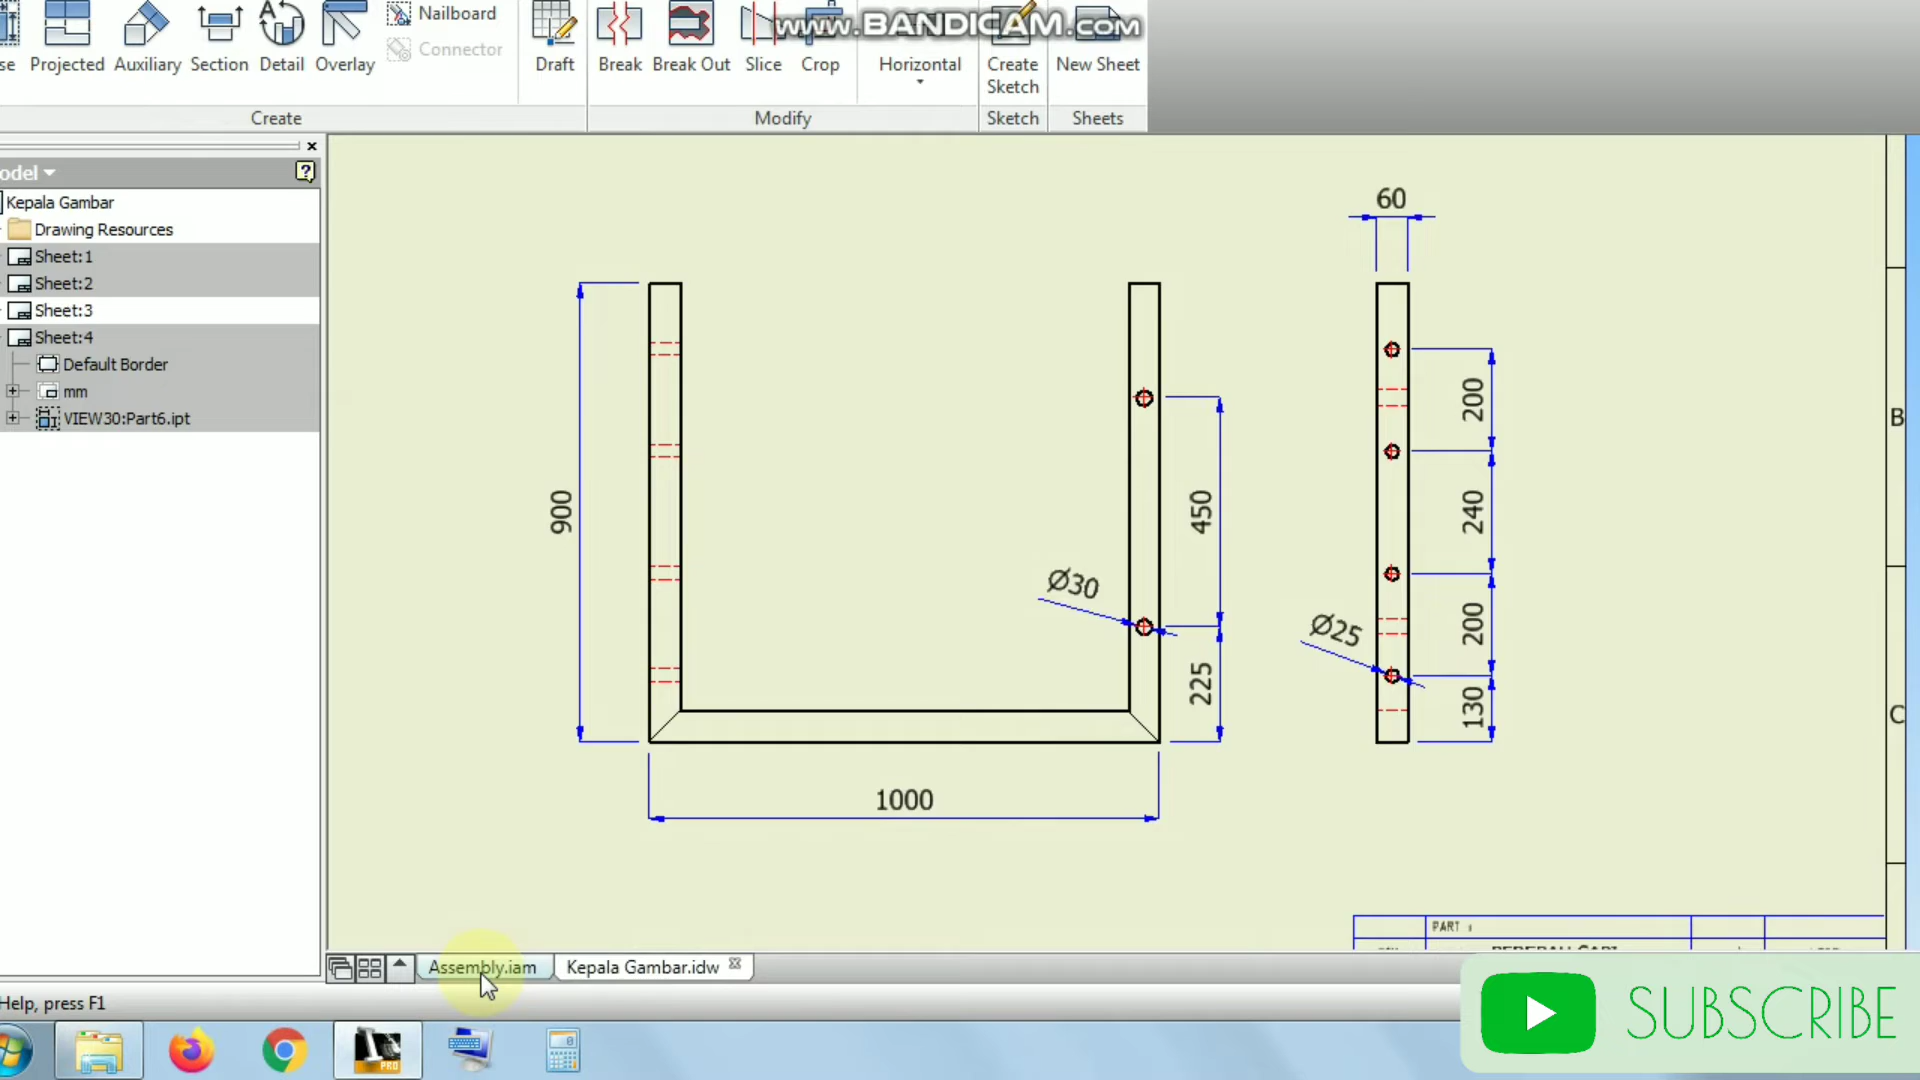 www.BANDICAM.com
Nailboard
Connector
Projected
Auxiliary
Section
Detail
Overlay
Draft
Break
Break Out
Slice
Crop
Horizontal
Create
Sketch
New Sheet
Create
Modify
Sketch
Sheets
odel
Kepala Gambar
Drawing Resources
Sheet:1
Sheet:2
Sheet:3
Sheet:4
Default Border
mm
VIEW30:Part6.ipt
60
900
450
225
Ø30
1000
200
240
200
130
Ø25
B
C
PART :
Assembly.iam
Kepala Gambar.idw
Help, press F1
PRO
SUBSCRIBE